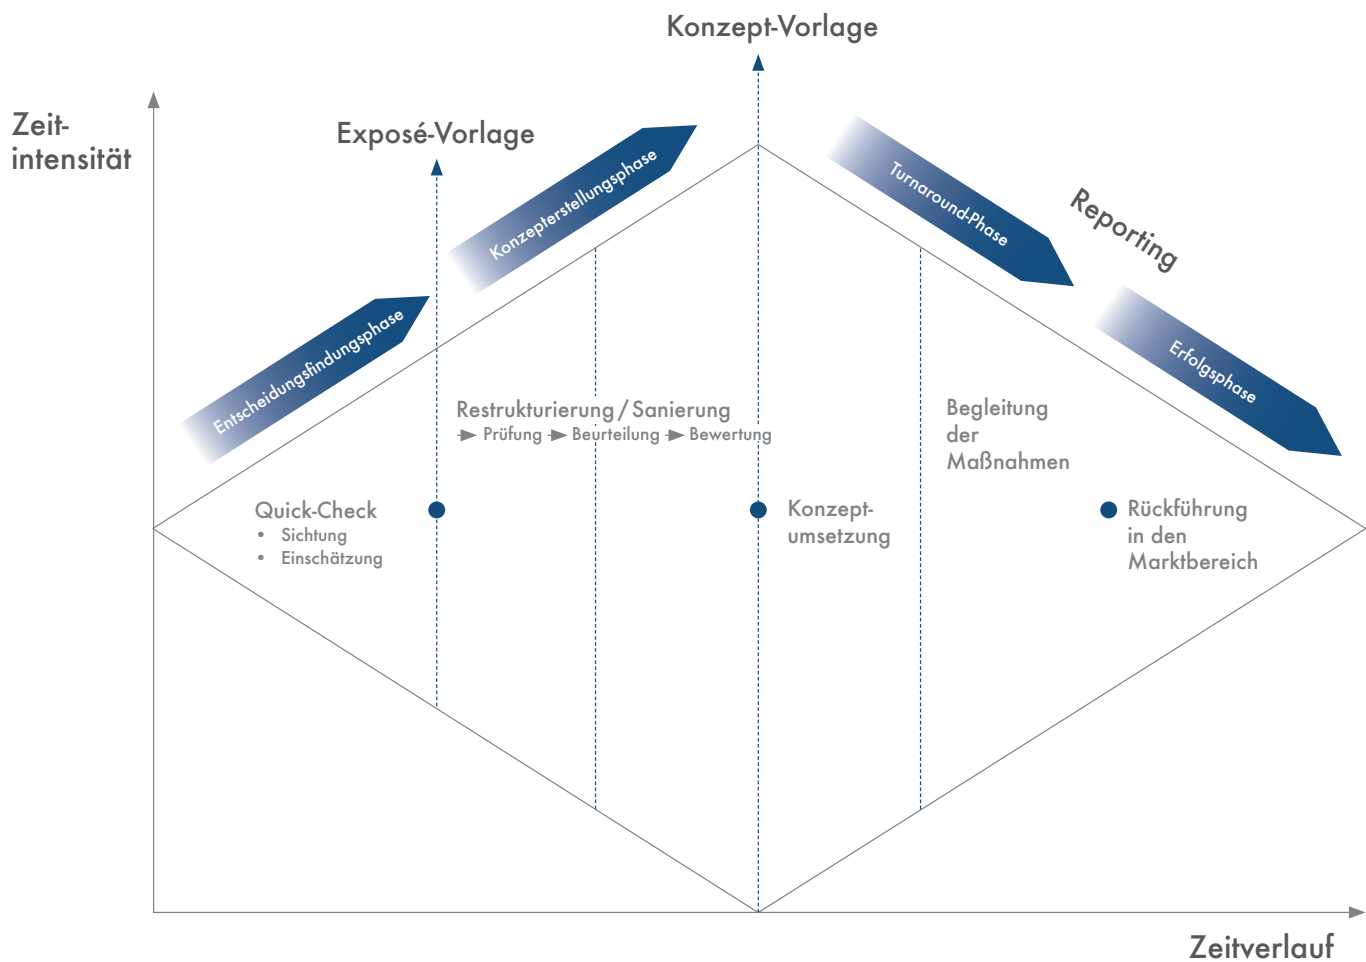 Konzept-Vorlage
Zeit-
intensität
Exposé-Vorlage
Entscheidungsfindungsphase
Konzepterstellungsphase
Turnaround-Phase
Reporting
Erfolgsphase
Restrukturierung / Sanierung
Prüfung Beurteilung Bewertung
Begleitung
der
Maßnahmen
Quick-Check
• Sichtung
• Einschätzung
Konzept-
umsetzung
Rückführung
in den
Marktbereich
Zeitverlauf